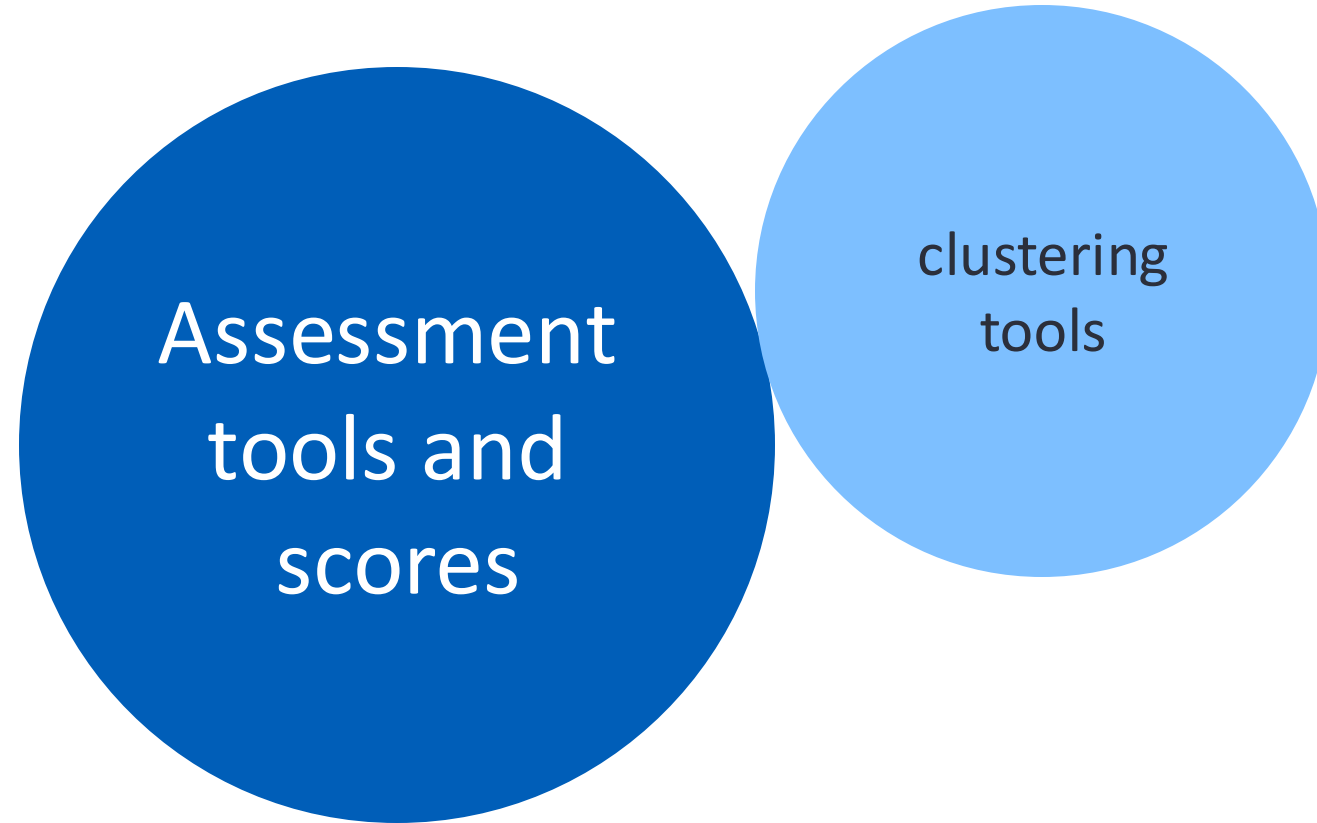 Assessment
tools and
scores
clustering
tools